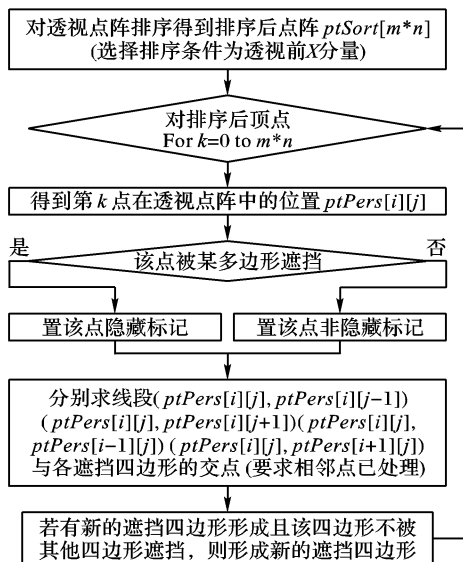 对透视点阵排序得到排序后点阵 ptSort[m*n]
(选择排序条件为透视前X分量)
对排序后顶点
For k=0 to m*n
得到第 k 点在透视点阵中的位置 ptPers[i][j]
是
该点被某多边形遮挡
否
置该点隐藏标记
置该点非隐藏标记
分别求线段( ptPers[i][j], ptPers[i][j−1])
( ptPers[i][j], ptPers[i][j+1])( ptPers[i][j],
ptPers[i−1][j]) ( ptPers[i][j], ptPers[i+1][j])
与各遮挡四边形的交点 (要求相邻点已处理)
若有新的遮挡四边形形成且该四边形不被
其他四边形遮挡，则形成新的遮挡四边形